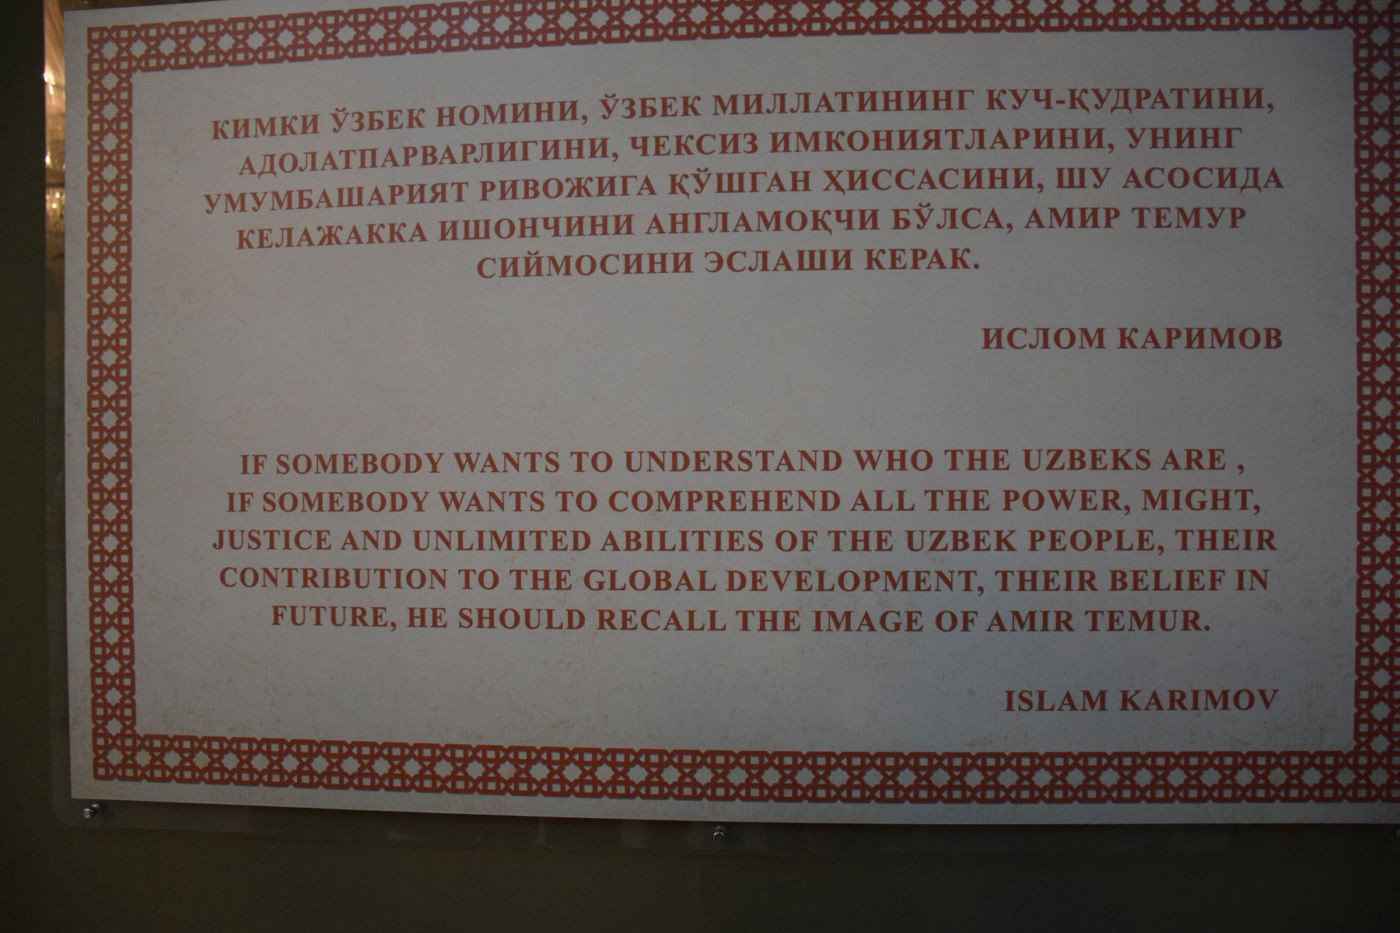 КИМКИ ЎЗБЕК НОМИНИ, ЎЗБЕК МИЛЛАТИНИНГ КУЧ-ҚУДРАТИНИ,
АДОЛАТПАРВАРЛИГИНИ, ЧЕКСИЗ ИМКОНИЯТЛАРИНИ, УНИНГ
УМУМБАШАРИЯТ РИВОЖИГА ҚЎШГАН ҲИССАСИНИ, ШУ АСОСИДА
КЕЛАЖАККА ИШОНЧИНИ АНГЛАМОҚЧИ БЎЛСА, АМИР ТЕМУР
СИЙМОСИНИ ЭСЛАШИ КЕРАК.
ИСЛОМ КАРИМОВ
IF SOMEBODY WANTS TO UNDERSTAND WHO THE UZBEKS ARE ,
IF SOMEBODY WANTS TO COMPREHEND ALL THE POWER, MIGHT,
JUSTICE AND UNLIMITED ABILITIES OF THE UZBEK PEOPLE, THEIR
CONTRIBUTION TO THE GLOBAL DEVELOPMENT, THEIR BELIEF IN
FUTURE, HE SHOULD RECALL THE IMAGE OF AMIR TEMUR.
ISLAM KARIMOV